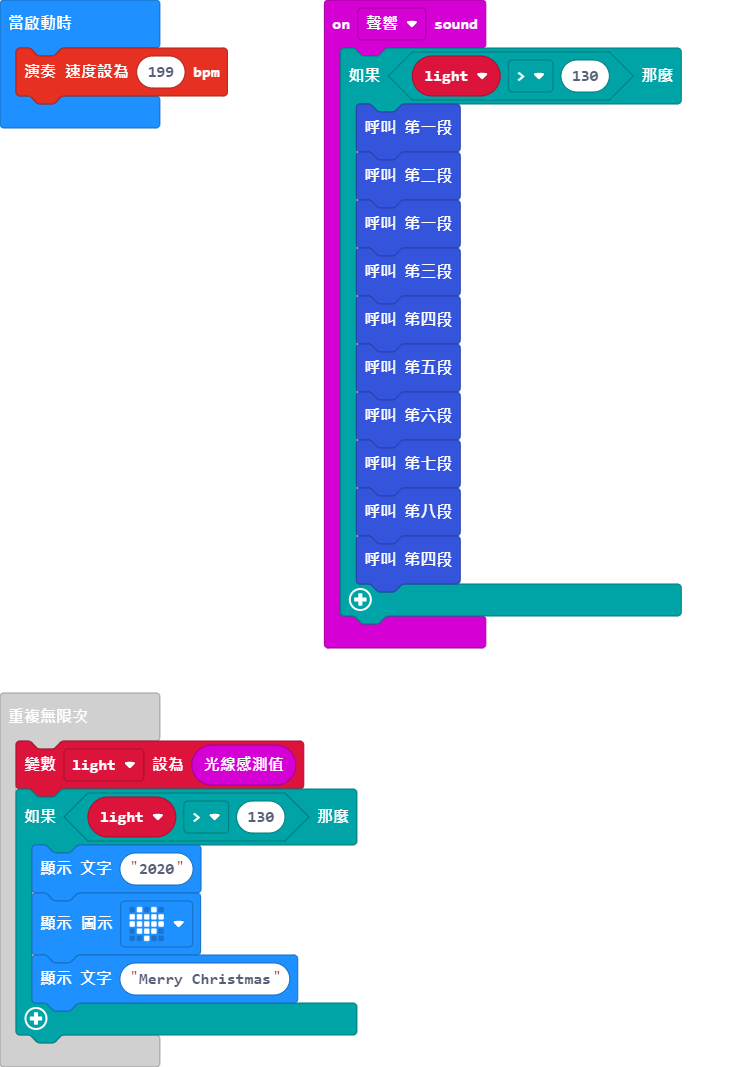 當啟動時
演奏 速度設為 199 bpm
on 聲響 sound
如果 light > 130 那麼
呼叫 第一段
呼叫 第二段
呼叫 第一段
呼叫 第三段
呼叫 第四段
呼叫 第五段
呼叫 第六段
呼叫 第七段
呼叫 第八段
呼叫 第四段
重複無限次
變數 light 設為 光線感測值
如果 light > 130 那麼
顯示 文字 "2020"
顯示 圖示
顯示 文字 "Merry Christmas"